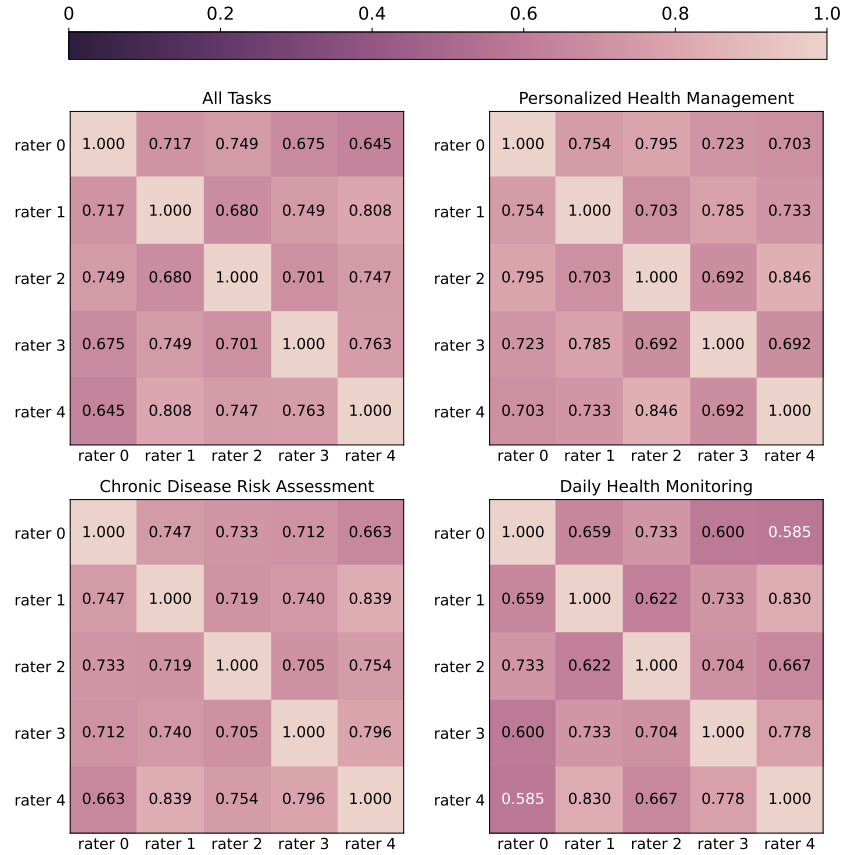 0 0.2 0.4 0.6 0.8 1.0
All Tasks
rater 0 1.000 0.717 0.749 0.675 0.645
rater 1 0.717 1.000 0.680 0.749 0.808
rater 2 0.749 0.680 1.000 0.701 0.747
rater 3 0.675 0.749 0.701 1.000 0.763
rater 4 0.645 0.808 0.747 0.763 1.000
rater 0 rater 1 rater 2 rater 3 rater 4
Personalized Health Management
rater 0 1.000 0.754 0.795 0.723 0.703
rater 1 0.754 1.000 0.703 0.785 0.733
rater 2 0.795 0.703 1.000 0.692 0.846
rater 3 0.723 0.785 0.692 1.000 0.692
rater 4 0.703 0.733 0.846 0.692 1.000
rater 0 rater 1 rater 2 rater 3 rater 4
Chronic Disease Risk Assessment
rater 0 1.000 0.747 0.733 0.712 0.663
rater 1 0.747 1.000 0.719 0.740 0.839
rater 2 0.733 0.719 1.000 0.705 0.754
rater 3 0.712 0.740 0.705 1.000 0.796
rater 4 0.663 0.839 0.754 0.796 1.000
rater 0 rater 1 rater 2 rater 3 rater 4
Daily Health Monitoring
rater 0 1.000 0.659 0.733 0.600 0.585
rater 1 0.659 1.000 0.622 0.733 0.830
rater 2 0.733 0.622 1.000 0.704 0.667
rater 3 0.600 0.733 0.704 1.000 0.778
rater 4 0.585 0.830 0.667 0.778 1.000
rater 0 rater 1 rater 2 rater 3 rater 4